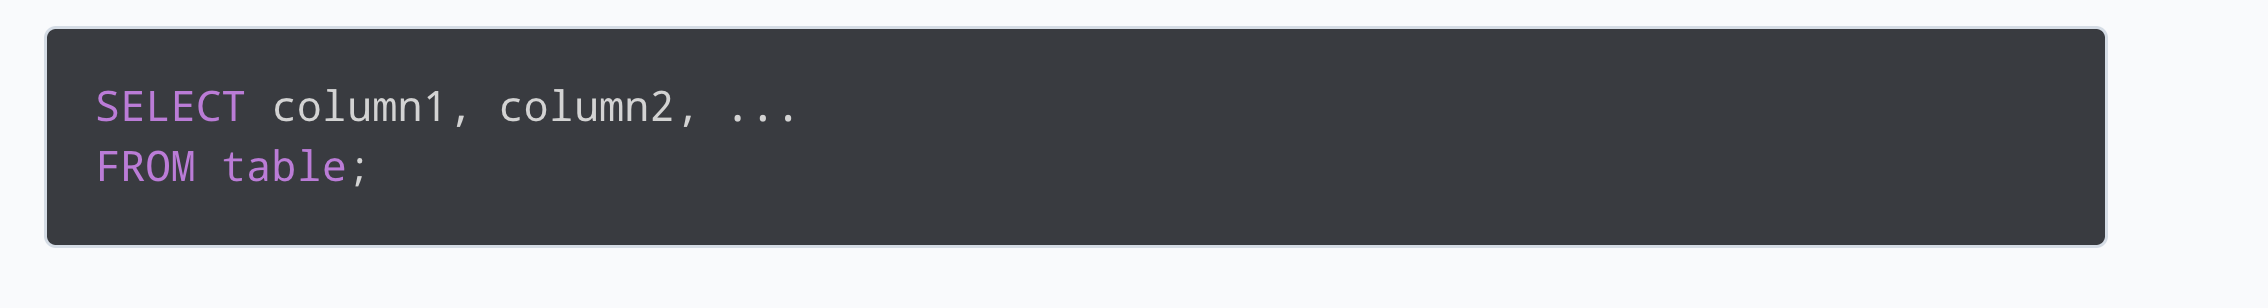 SELECT column1, column2, ...
FROM table;